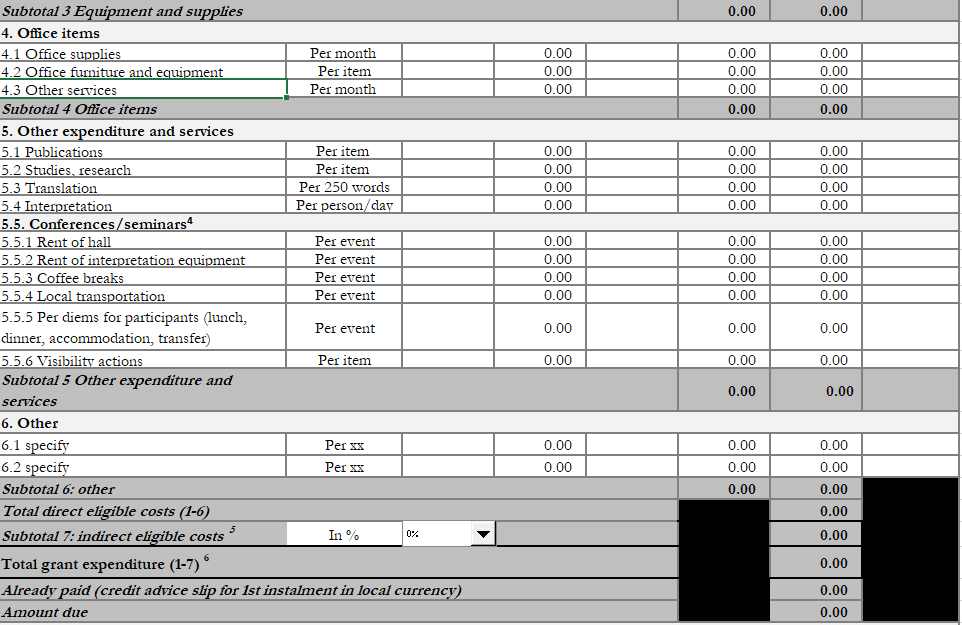 Subtotal 3 Equipment and supplies 0.00 0.00
4. Office items
4.1 Office supplies Per month 0.00 0.00 0.00
4.2 Office furniture and equipment Per item 0.00 0.00 0.00
4.3 Other services Per month 0.00 0.00 0.00
Subtotal 4 Office items 0.00 0.00
5. Other expenditure and services
5.1 Publications Per item 0.00 0.00 0.00
5.2 Studies, research Per item 0.00 0.00 0.00
5.3 Translation Per 250 words 0.00 0.00 0.00
5.4 Interpretation Per person/day 0.00 0.00 0.00
5.5. Conferences/seminars4
5.5.1 Rent of hall Per event 0.00 0.00 0.00
5.5.2 Rent of interpretation equipment Per event 0.00 0.00 0.00
5.5.3 Coffee breaks Per event 0.00 0.00 0.00
5.5.4 Local transportation Per event 0.00 0.00 0.00
5.5.5 Per diems for participants (lunch,
dinner, accommodation, transfer) Per event 0.00 0.00 0.00
5.5.6 Visibility actions Per item 0.00 0.00 0.00
Subtotal 5 Other expenditure and
services 0.00 0.00
6. Other
6.1 specify Per xx 0.00 0.00 0.00
6.2 specify Per xx 0.00 0.00 0.00
Subtotal 6: other 0.00 0.00
Total direct eligible costs (1-6) 0.00
Subtotal 7: indirect eligible costs 5 In % 0% 0.00
Total grant expenditure (1-7) 6 0.00
Already paid (credit advice slip for 1st instalment in local currency) 0.00
Amount due 0.00